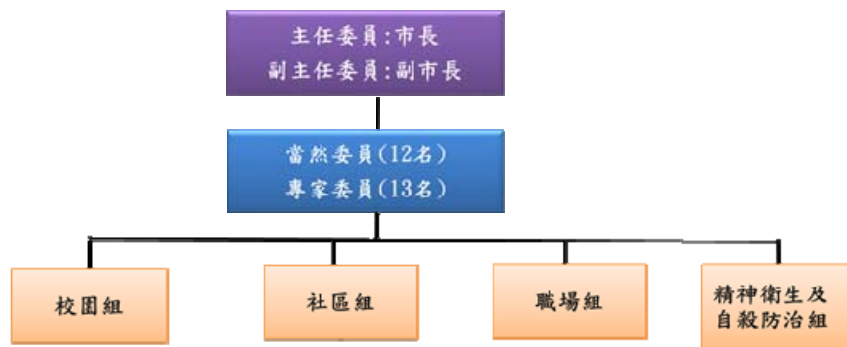 主任委員:市長
副主任委員:副市長
當然委員(12名)
專家委員(13名)
校園組
社區組
職場組
精神衛生及
自殺防治組